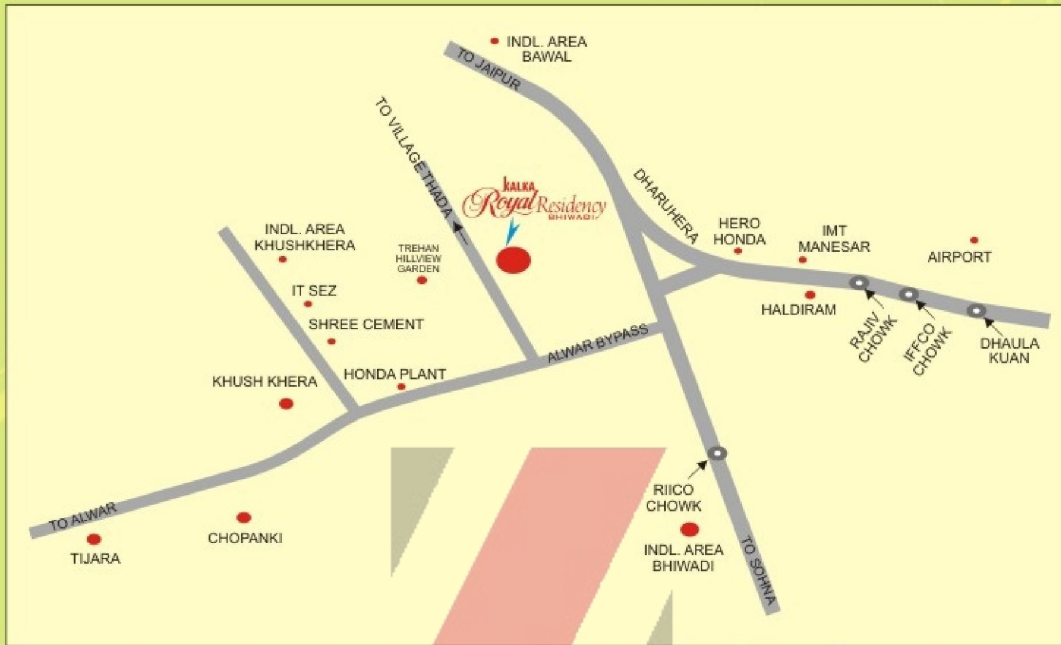 INDL. AREA
BAWAL
TO JAIPUR
TO VILLAGE THADA
KALKA
Royal Residency
BHIWADI
DHARUHERA
HERO
HONDA
IMT
MANESAR
AIRPORT
INDL. AREA
KHUSHKHERA
TREHAN
HILLVIEW
GARDEN
IT SEZ
SHREE CEMENT
HALDIRAM
RAJIV
CHOWK
IFFCO
CHOWK
DHAULA
KUAN
ALWAR BYPASS
KHUSH KHERA
HONDA PLANT
RIICO
CHOWK
TO ALWAR
TIJARA
CHOPANKI
INDL. AREA
BHIWADI
TO SOHNA